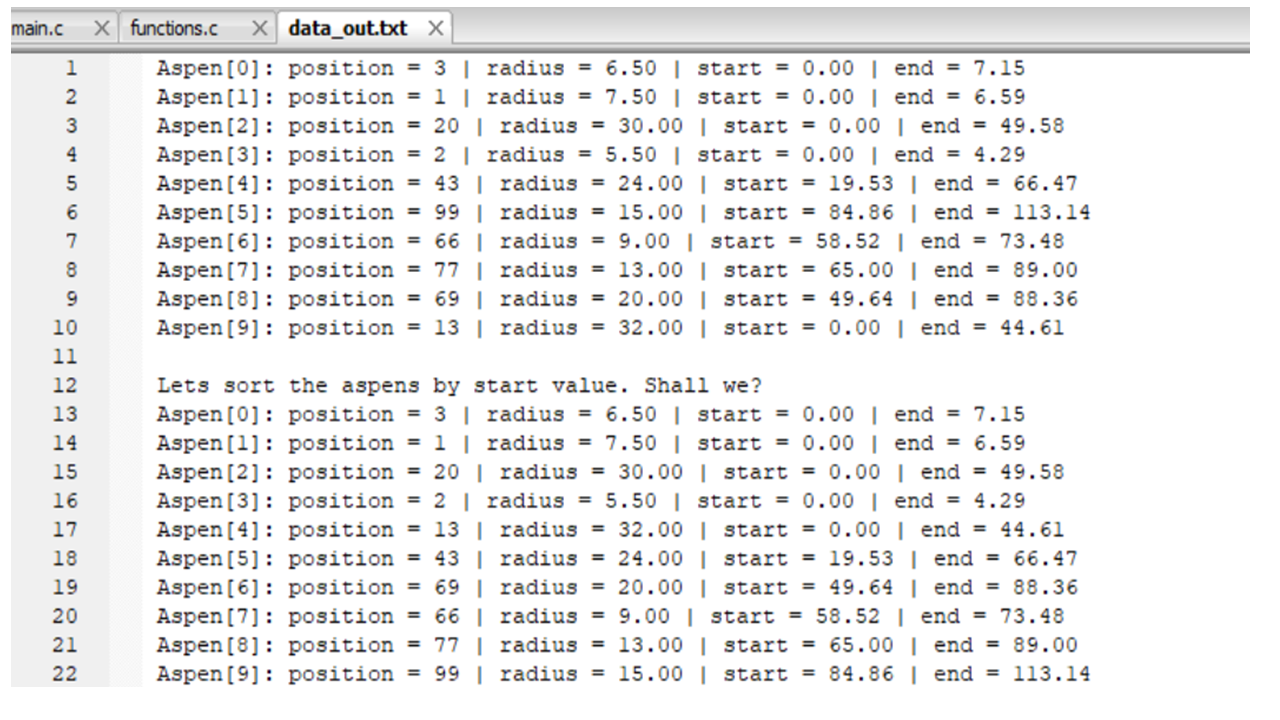 main.c X functions.c X data_out.txt X
1 Aspen[0]: position = 3 | radius = 6.50 | start = 0.00 | end = 7.15
2 Aspen[1]: position = 1 | radius = 7.50 | start = 0.00 | end = 6.59
3 Aspen[2]: position = 20 | radius = 30.00 | start = 0.00 | end = 49.58
4 Aspen[3]: position = 2 | radius = 5.50 | start = 0.00 | end = 4.29
5 Aspen[4]: position = 43 | radius = 24.00 | start = 19.53 | end = 66.47
6 Aspen[5]: position = 99 | radius = 15.00 | start = 84.86 | end = 113.14
7 Aspen[6]: position = 66 | radius = 9.00 | start = 58.52 | end = 73.48
8 Aspen[7]: position = 77 | radius = 13.00 | start = 65.00 | end = 89.00
9 Aspen[8]: position = 69 | radius = 20.00 | start = 49.64 | end = 88.36
10 Aspen[9]: position = 13 | radius = 32.00 | start = 0.00 | end = 44.61
11
12 Lets sort the aspens by start value. Shall we?
13 Aspen[0]: position = 3 | radius = 6.50 | start = 0.00 | end = 7.15
14 Aspen[1]: position = 1 | radius = 7.50 | start = 0.00 | end = 6.59
15 Aspen[2]: position = 20 | radius = 30.00 | start = 0.00 | end = 49.58
16 Aspen[3]: position = 2 | radius = 5.50 | start = 0.00 | end = 4.29
17 Aspen[4]: position = 13 | radius = 32.00 | start = 0.00 | end = 44.61
18 Aspen[5]: position = 43 | radius = 24.00 | start = 19.53 | end = 66.47
19 Aspen[6]: position = 69 | radius = 20.00 | start = 49.64 | end = 88.36
20 Aspen[7]: position = 66 | radius = 9.00 | start = 58.52 | end = 73.48
21 Aspen[8]: position = 77 | radius = 13.00 | start = 65.00 | end = 89.00
22 Aspen[9]: position = 99 | radius = 15.00 | start = 84.86 | end = 113.14